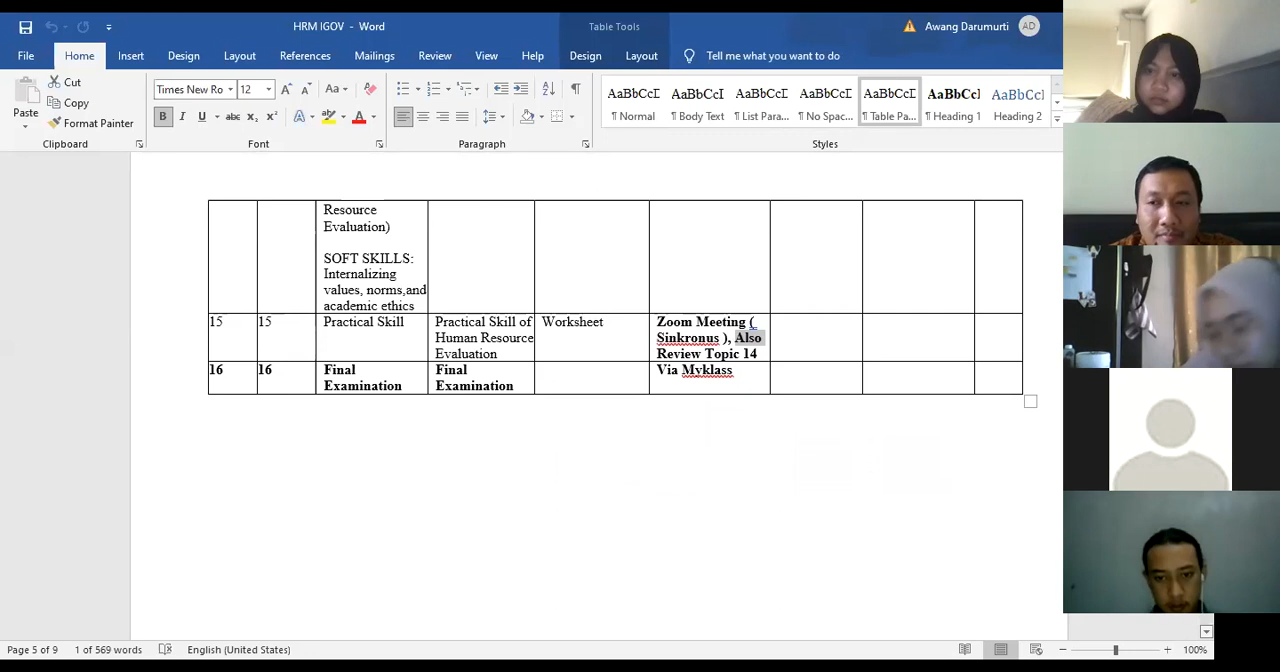 HRM IGOV - Word
Table Tools
Awang Darumurti
AD
File Home Insert Design Layout References Mailings Review View Help Design Layout Tell me what you want to do
Paste
Cut
Copy
Format Painter
Clipboard
Times New Ro 12
Font
Paragraph
AaBbCcI AaBbCcI AaBbCcI AaBbCcI AaBbCcI AaBbCcI AaBbCcI
¶ Normal ¶ Body Text ¶ List Para... ¶ No Spac... ¶ Table Pa... ¶ Heading 1 Heading 2
Styles
Resource
Evaluation)
SOFT SKILLS:
Internalizing
values, norms,and
academic ethics
15 15 Practical Skill
Practical Skill of
Human Resource
Evaluation
Worksheet
Zoom Meeting (
Sinkronus ), Also
Review Topic 14
16 16 Final
Examination
Final
Examination
Via Myklass
Page 5 of 9 1 of 569 words English (United States) 100%